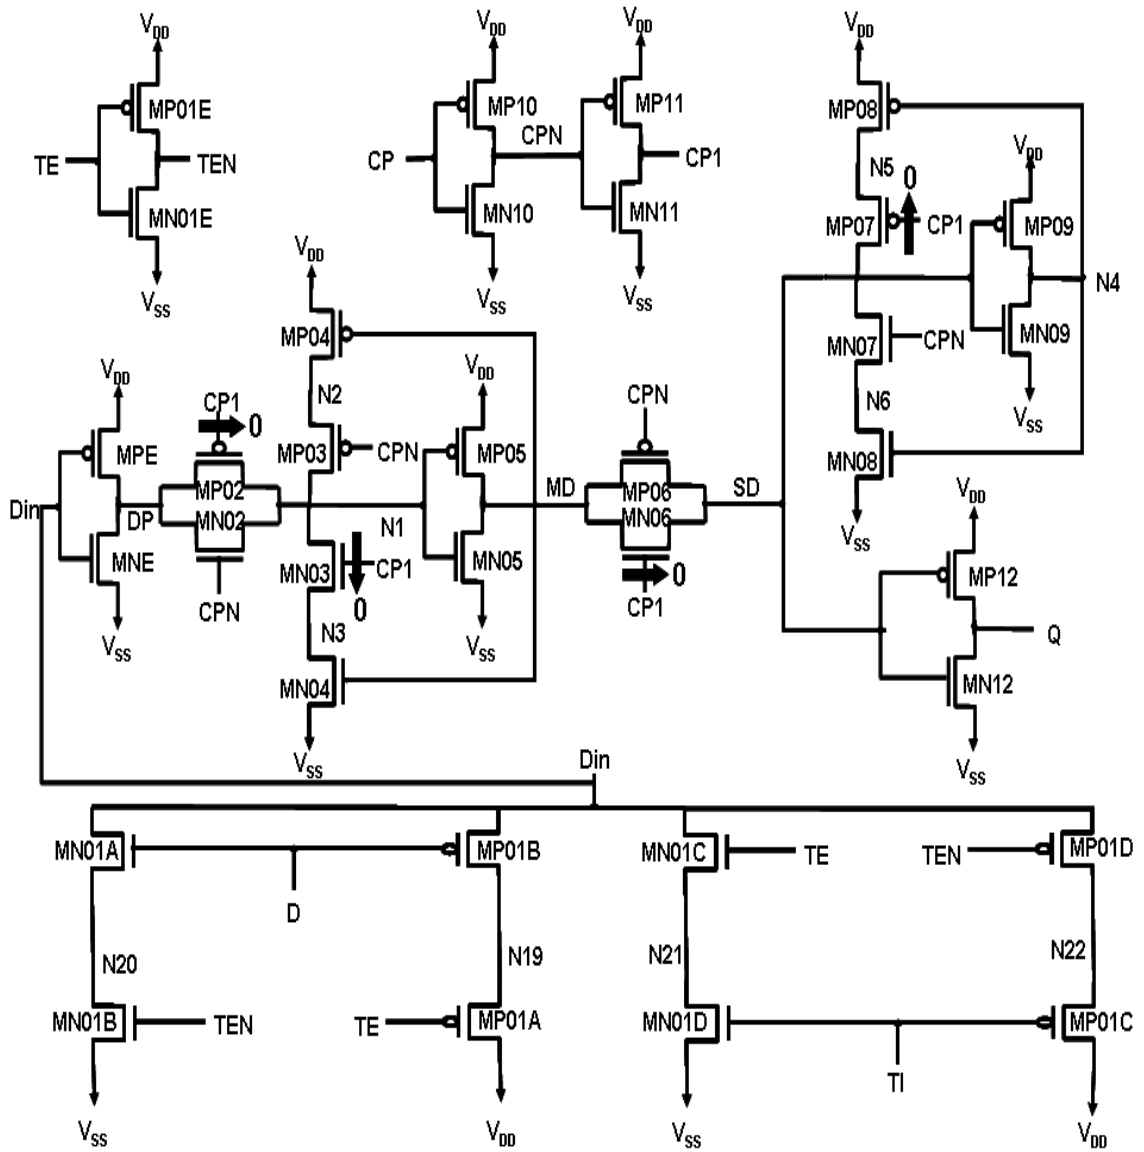 VDD
MP01E
TE
TEN
MN01E
VSS
VDD
MP10
CP
CPN
MN10
VSS
VDD
MP11
CP1
MN11
VSS
VDD
MP08
N5
0
MP07
CP1
VDD
MP09
N4
MN07
CPN
MN09
N6
VSS
MN08
VSS
VDD
MP04
N2
MP03
CPN
VDD
CP1
0
MPE
MP02
Din
DP
MN02
MNE
CPN
VSS
N1
MN03
CP1
0
N3
MN04
VSS
VDD
MP05
MN05
VSS
MD
CPN
MP06
MN06
0
CP1
SD
VDD
MP12
Q
MN12
VSS
Din
MN01A
MP01B
D
N20
N19
MN01B
TEN
TE
MP01A
VSS
VDD
MN01C
TE
TEN
MP01D
N21
N22
MN01D
MP01C
TI
VSS
VDD